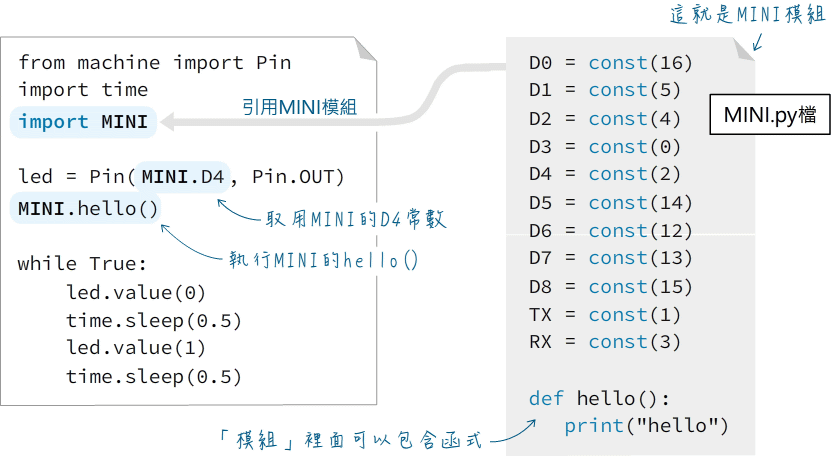 這就是MINI模組
from machine import Pin
import time
import MINI
引用MINI模組
led = Pin(MINI.D4, Pin.OUT)
MINI.hello()
取用MINI的D4常數
執行MINI的hello()
while True:
    led.value(0)
    time.sleep(0.5)
    led.value(1)
    time.sleep(0.5)
MINI.py檔
D0 = const(16)
D1 = const(5)
D2 = const(4)
D3 = const(0)
D4 = const(2)
D5 = const(14)
D6 = const(12)
D7 = const(13)
D8 = const(15)
TX = const(1)
RX = const(3)
def hello():
    print("hello")
「模組」裡面可以包含函式